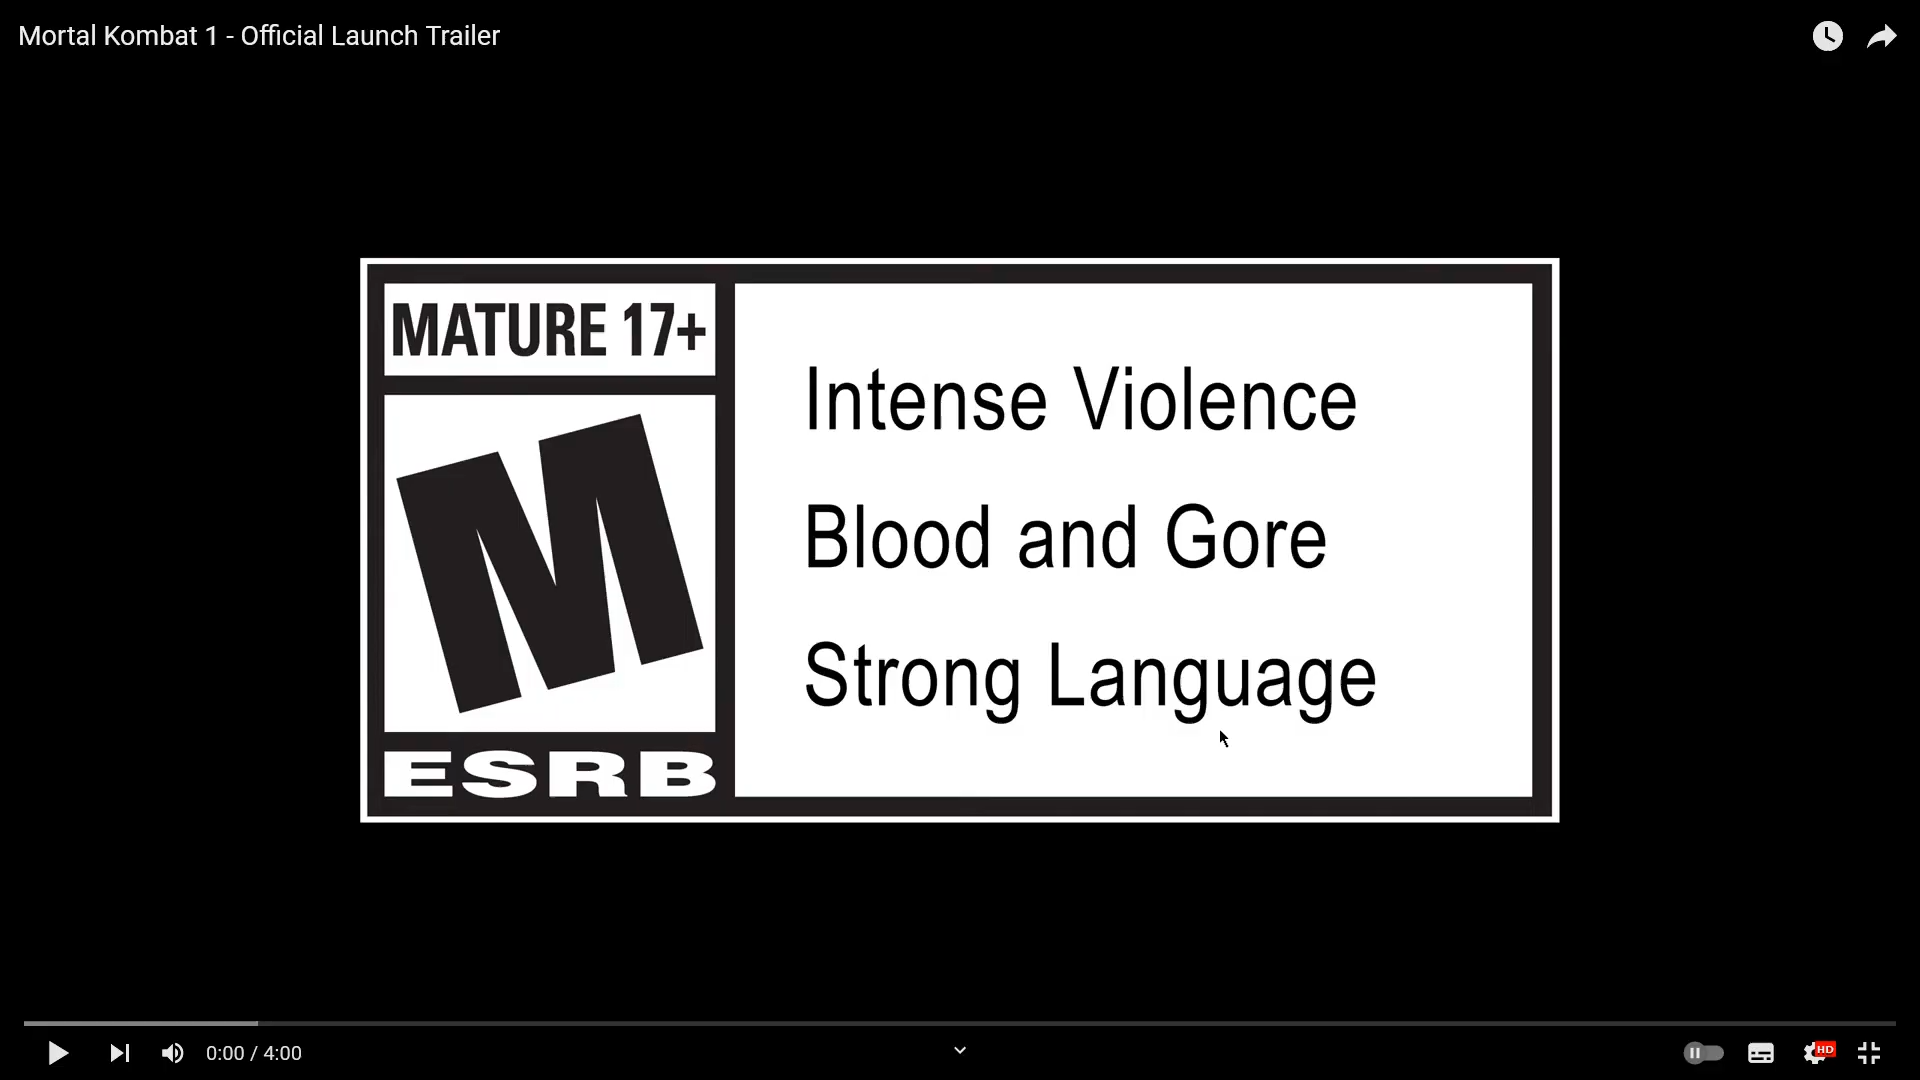 Mortal Kombat 1 - Official Launch Trailer
MATURE 17+
M
ESRB
Intense Violence
Blood and Gore
Strong Language
0:00 / 4:00
HD